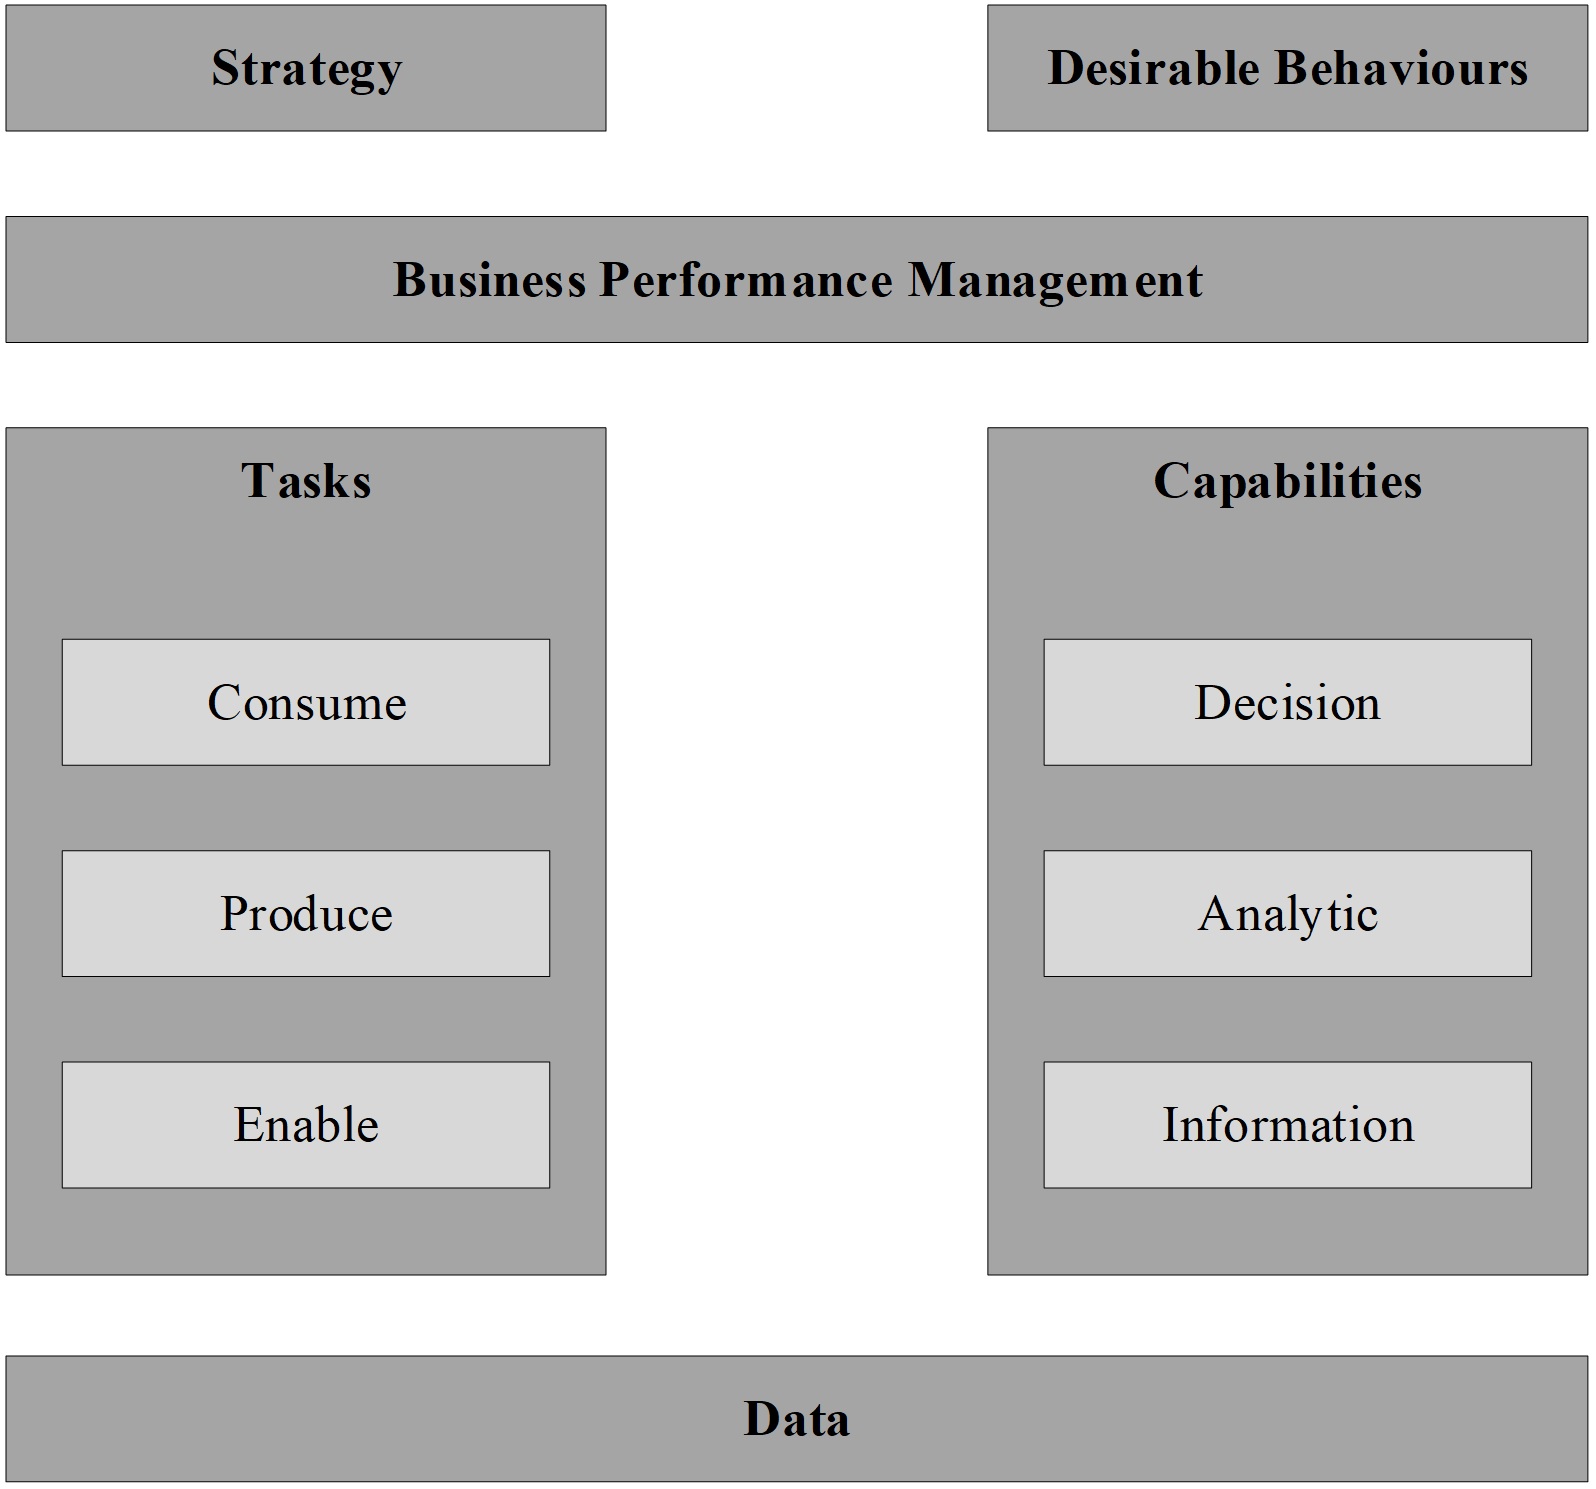 Strategy
Desirable Behaviours
Business Performance Management
Tasks
Consume
Produce
Enable
Capabilities
Decision
Analytic
Information
Data